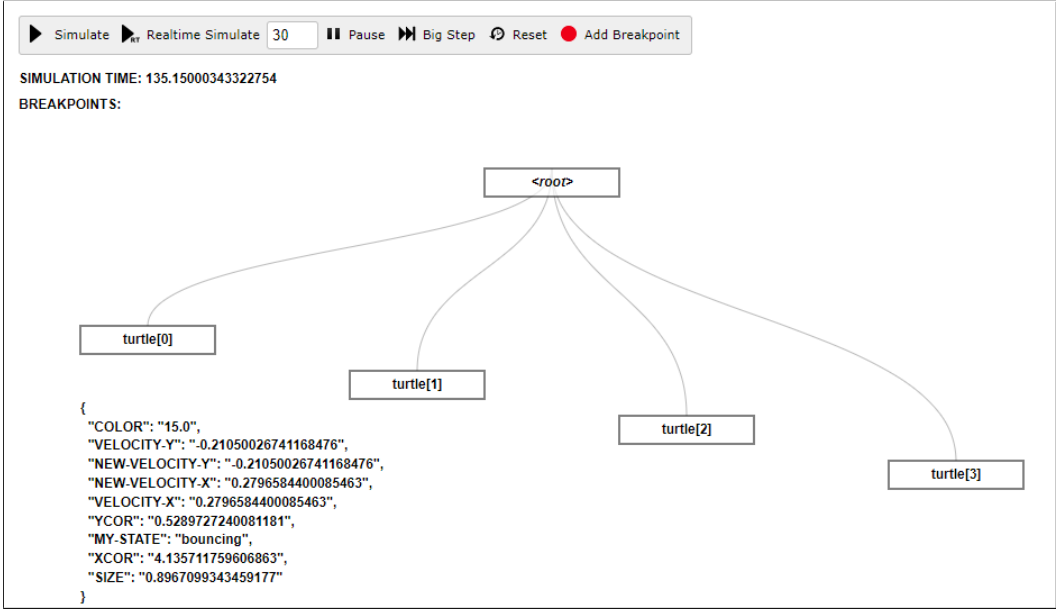 Simulate RT Realtime Simulate 30 Pause Big Step Reset Add Breakpoint
SIMULATION TIME: 135.15000343322754
BREAKPOINTS:
<root>
turtle[0]
turtle[1]
turtle[2]
turtle[3]
{
"COLOR": "15.0",
"VELOCITY-Y": "-0.21050026741168476",
"NEW-VELOCITY-Y": "-0.21050026741168476",
"NEW-VELOCITY-X": "0.2796584400085463",
"VELOCITY-X": "0.2796584400085463",
"YCOR": "0.5289727240081181",
"MY-STATE": "bouncing",
"XCOR": "4.135711759606863",
"SIZE": "0.8967099343459177"
}